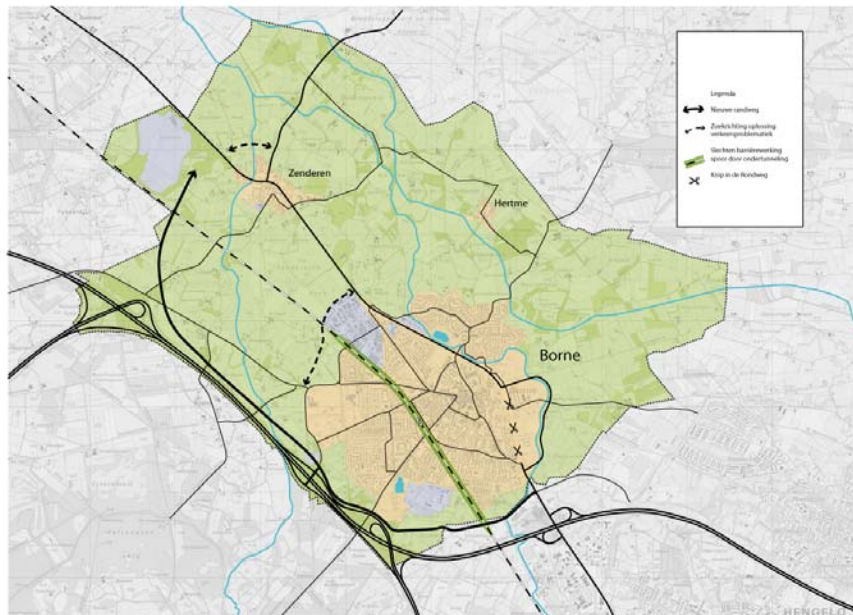 Legenda
Nieuwe randweg
Zoekrichting oplossing
verkeersproblematiek
Slechten barrièrewerking
spoor door ondertunneling
Knip in de Rondweg
Zenderen
Hertme
Borne
HENGELO